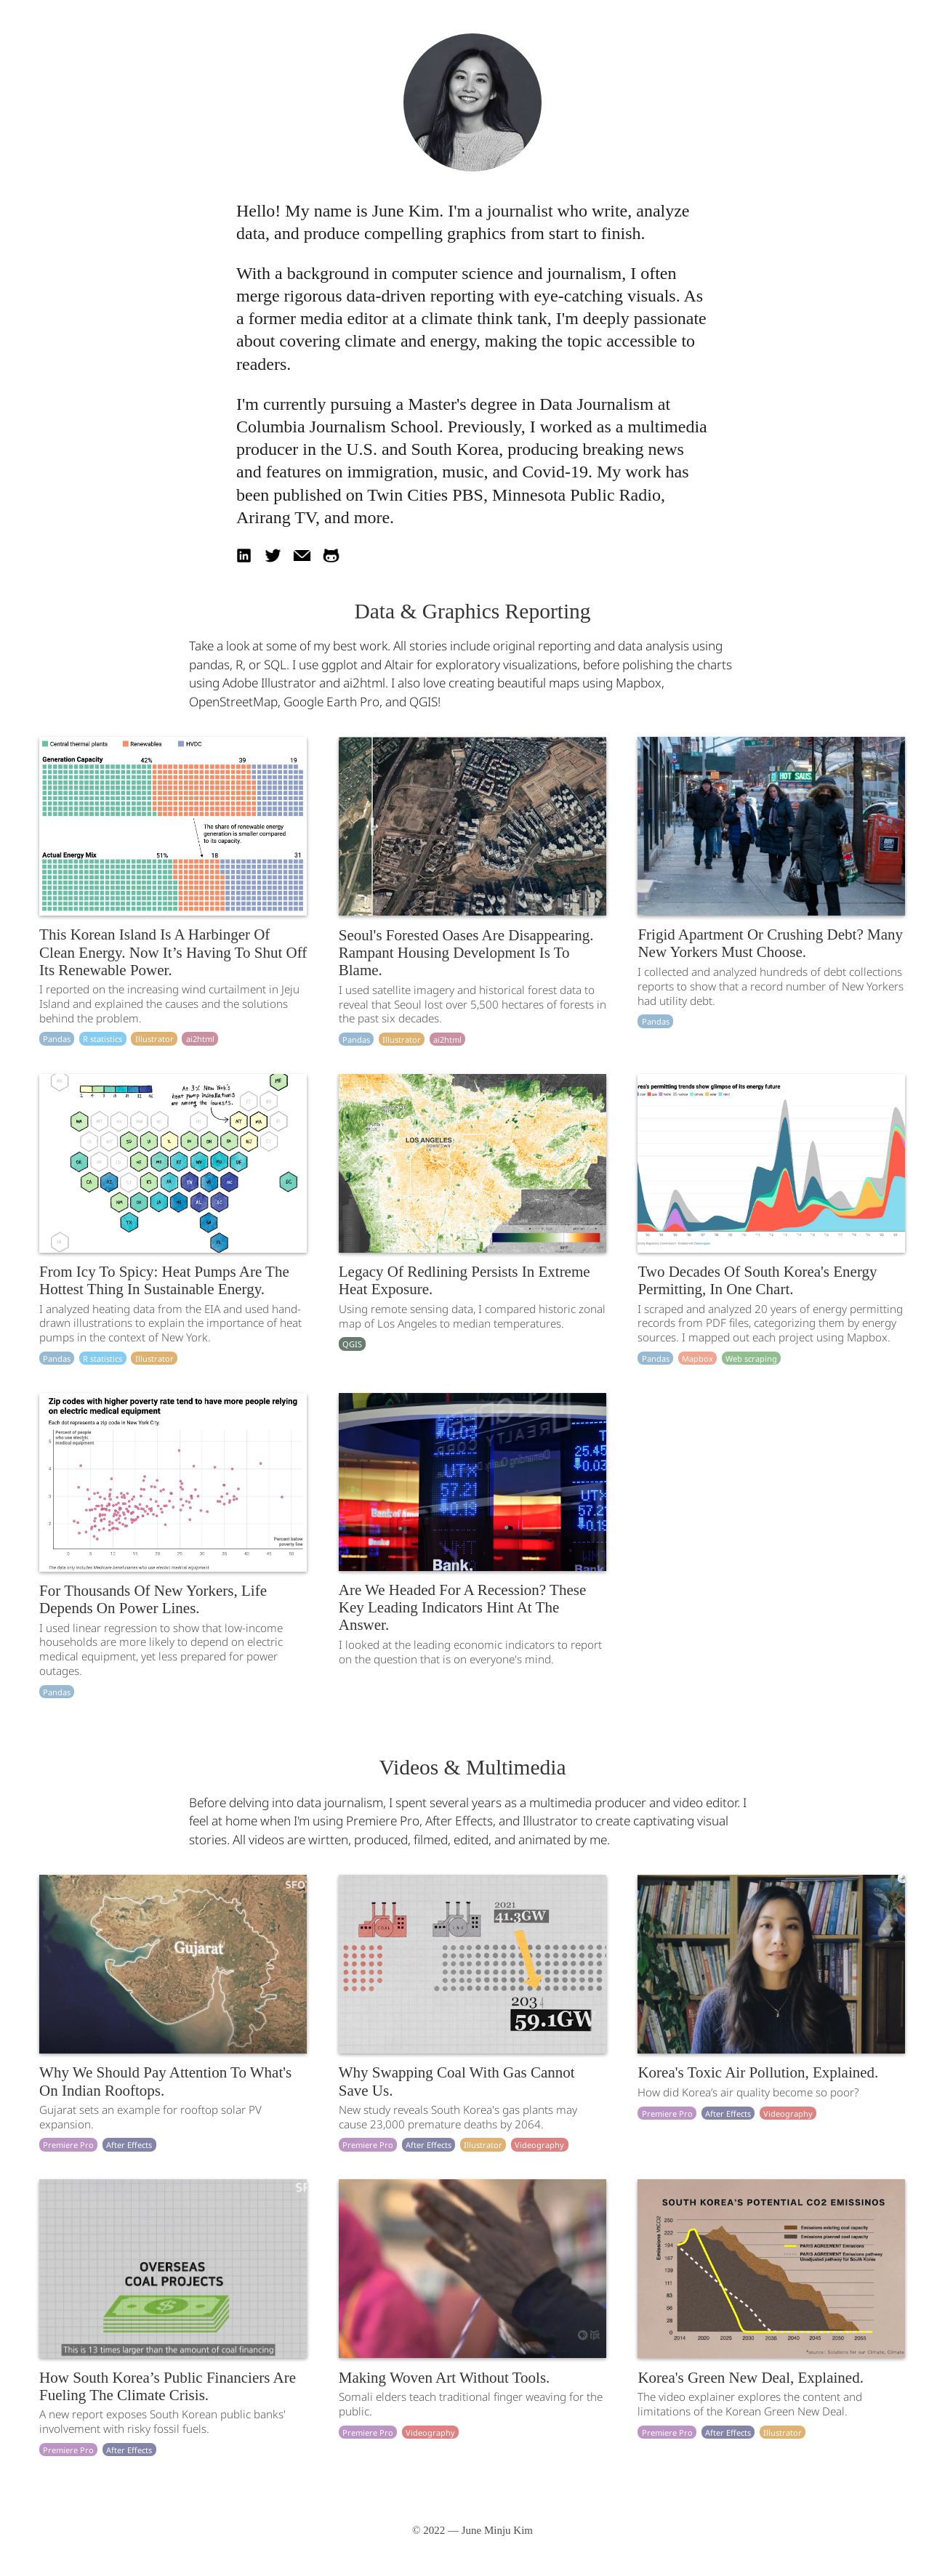 Hello! My name is June Kim. I'm a journalist who write, analyze
data, and produce compelling graphics from start to finish.
With a background in computer science and journalism, I often
merge rigorous data-driven reporting with eye-catching visuals. As
a former media editor at a climate think tank, I'm deeply passionate
about covering climate and energy, making the topic accessible to
readers.
I'm currently pursuing a Master's degree in Data Journalism at
Columbia Journalism School. Previously, I worked as a multimedia
producer in the U.S. and South Korea, producing breaking news
and features on immigration, music, and Covid-19. My work has
been published on Twin Cities PBS, Minnesota Public Radio,
Arirang TV, and more.
Data & Graphics Reporting
Take a look at some of my best work. All stories include original reporting and data analysis using
pandas, R, or SQL. I use ggplot and Altair for exploratory visualizations, before polishing the charts
using Adobe Illustrator and ai2html. I also love creating beautiful maps using Mapbox,
OpenStreetMap, Google Earth Pro, and QGIS!
Central thermal plants Renewables HVDC
Generation Capacity 42% 39 19
The share of renewable energy
generation is smaller compared
to its capacity.
Actual Energy Mix 51% 18 31
This Korean Island Is A Harbinger Of
Clean Energy. Now It’s Having To Shut Off
Its Renewable Power.
I reported on the increasing wind curtailment in Jeju
Island and explained the causes and the solutions
behind the problem.
Pandas R statistics Illustrator ai2html
Seoul's Forested Oases Are Disappearing.
Rampant Housing Development Is To
Blame.
I used satellite imagery and historical forest data to
reveal that Seoul lost over 5,500 hectares of forests in
the past six decades.
Pandas Illustrator ai2html
HOT SAUS
Frigid Apartment Or Crushing Debt? Many
New Yorkers Must Choose.
I collected and analyzed hundreds of debt collections
reports to show that a record number of New Yorkers
had utility debt.
Pandas
At 3% New York's
heat pump installations
are among the lowests.
From Icy To Spicy: Heat Pumps Are The
Hottest Thing In Sustainable Energy.
I analyzed heating data from the EIA and used hand-
drawn illustrations to explain the importance of heat
pumps in the context of New York.
Pandas R statistics Illustrator
LOS ANGELES
Legacy Of Redlining Persists In Extreme
Heat Exposure.
Using remote sensing data, I compared historic zonal
map of Los Angeles to median temperatures.
QGIS
rea's permitting trends show glimpse of its energy future
Two Decades Of South Korea's Energy
Permitting, In One Chart.
I scraped and analyzed 20 years of energy permitting
records from PDF files, categorizing them by energy
sources. I mapped out each project using Mapbox.
Pandas Mapbox Web scraping
Zip codes with higher poverty rate tend to have more people relying
on electric medical equipment
Each dot represents a zip code in New York City
Percent of people
who use electric
medical equipment
Percent below
poverty line
For Thousands Of New Yorkers, Life
Depends On Power Lines.
I used linear regression to show that low-income
households are more likely to depend on electric
medical equipment, yet less prepared for power
outages.
Pandas
UTX
57.21
0.19
25.45
0.03
UTX
57.21
Bank.
Are We Headed For A Recession? These
Key Leading Indicators Hint At The
Answer.
I looked at the leading economic indicators to report
on the question that is on everyone's mind.
Videos & Multimedia
Before delving into data journalism, I spent several years as a multimedia producer and video editor. I
feel at home when I'm using Premiere Pro, After Effects, and Illustrator to create captivating visual
stories. All videos are wirtten, produced, filmed, edited, and animated by me.
SFO
Gujarat
Why We Should Pay Attention To What's
On Indian Rooftops.
Gujarat sets an example for rooftop solar PV
expansion.
Premiere Pro After Effects
2021
41.3GW
203
59.1GW
Why Swapping Coal With Gas Cannot
Save Us.
New study reveals South Korea's gas plants may
cause 23,000 premature deaths by 2064.
Premiere Pro After Effects Illustrator Videography
Korea's Toxic Air Pollution, Explained.
How did Korea’s air quality become so poor?
Premiere Pro After Effects Videography
SF
OVERSEAS
COAL PROJECTS
This is 13 times larger than the amount of coal financing
How South Korea’s Public Financiers Are
Fueling The Climate Crisis.
A new report exposes South Korean public banks'
involvement with risky fossil fuels.
Premiere Pro After Effects
Making Woven Art Without Tools.
Somali elders teach traditional finger weaving for the
public.
Premiere Pro Videography
SOUTH KOREA'S POTENTIAL CO2 EMISSINOS
Emissions existing coal capacity
Emissions planned coal capacity
PARIS AGREEMENT Emissions
PARIS AGREEMENT Emissions pathway
Korea's Green New Deal, Explained.
The video explainer explores the content and
limitations of the Korean Green New Deal.
Premiere Pro After Effects Illustrator
© 2022 — June Minju Kim